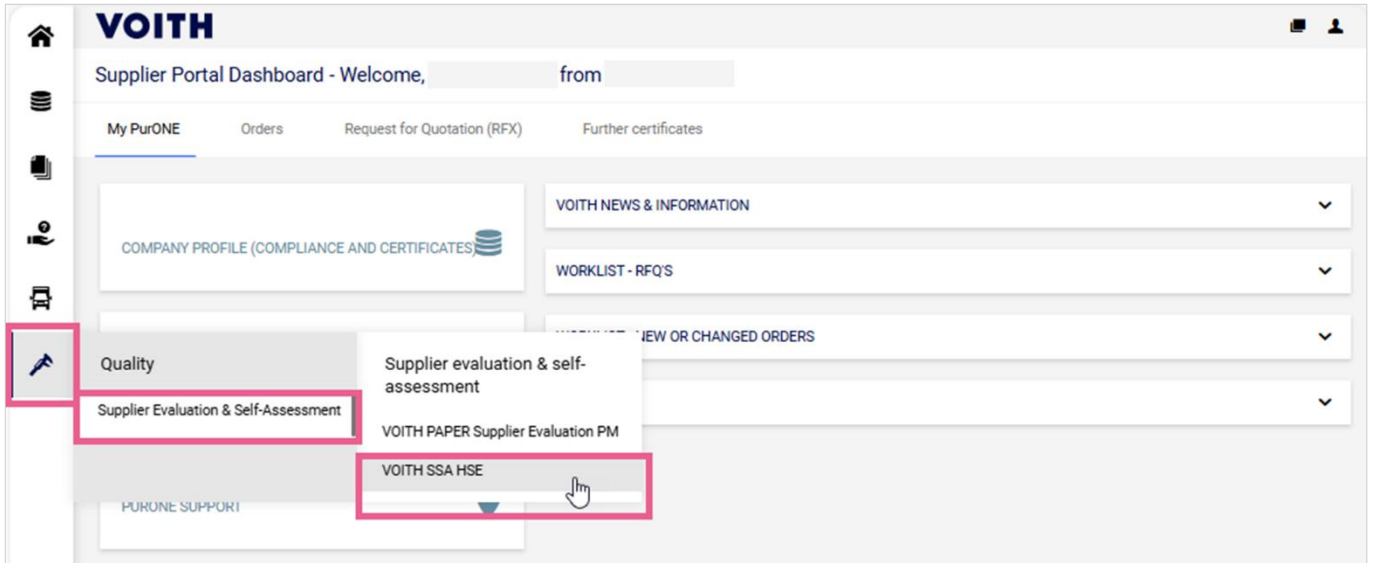 VOITH
Supplier Portal Dashboard - Welcome, from
My PurONE
Orders
Request for Quotation (RFX)
Further certificates
COMPANY PROFILE (COMPLIANCE AND CERTIFICATES)
VOITH NEWS & INFORMATION
WORKLIST - RFQ'S
NEW OR CHANGED ORDERS
Quality
Supplier Evaluation & Self-Assessment
Supplier evaluation & self-
assessment
VOITH PAPER Supplier Evaluation PM
VOITH SSA HSE
PURONE SUPPORT